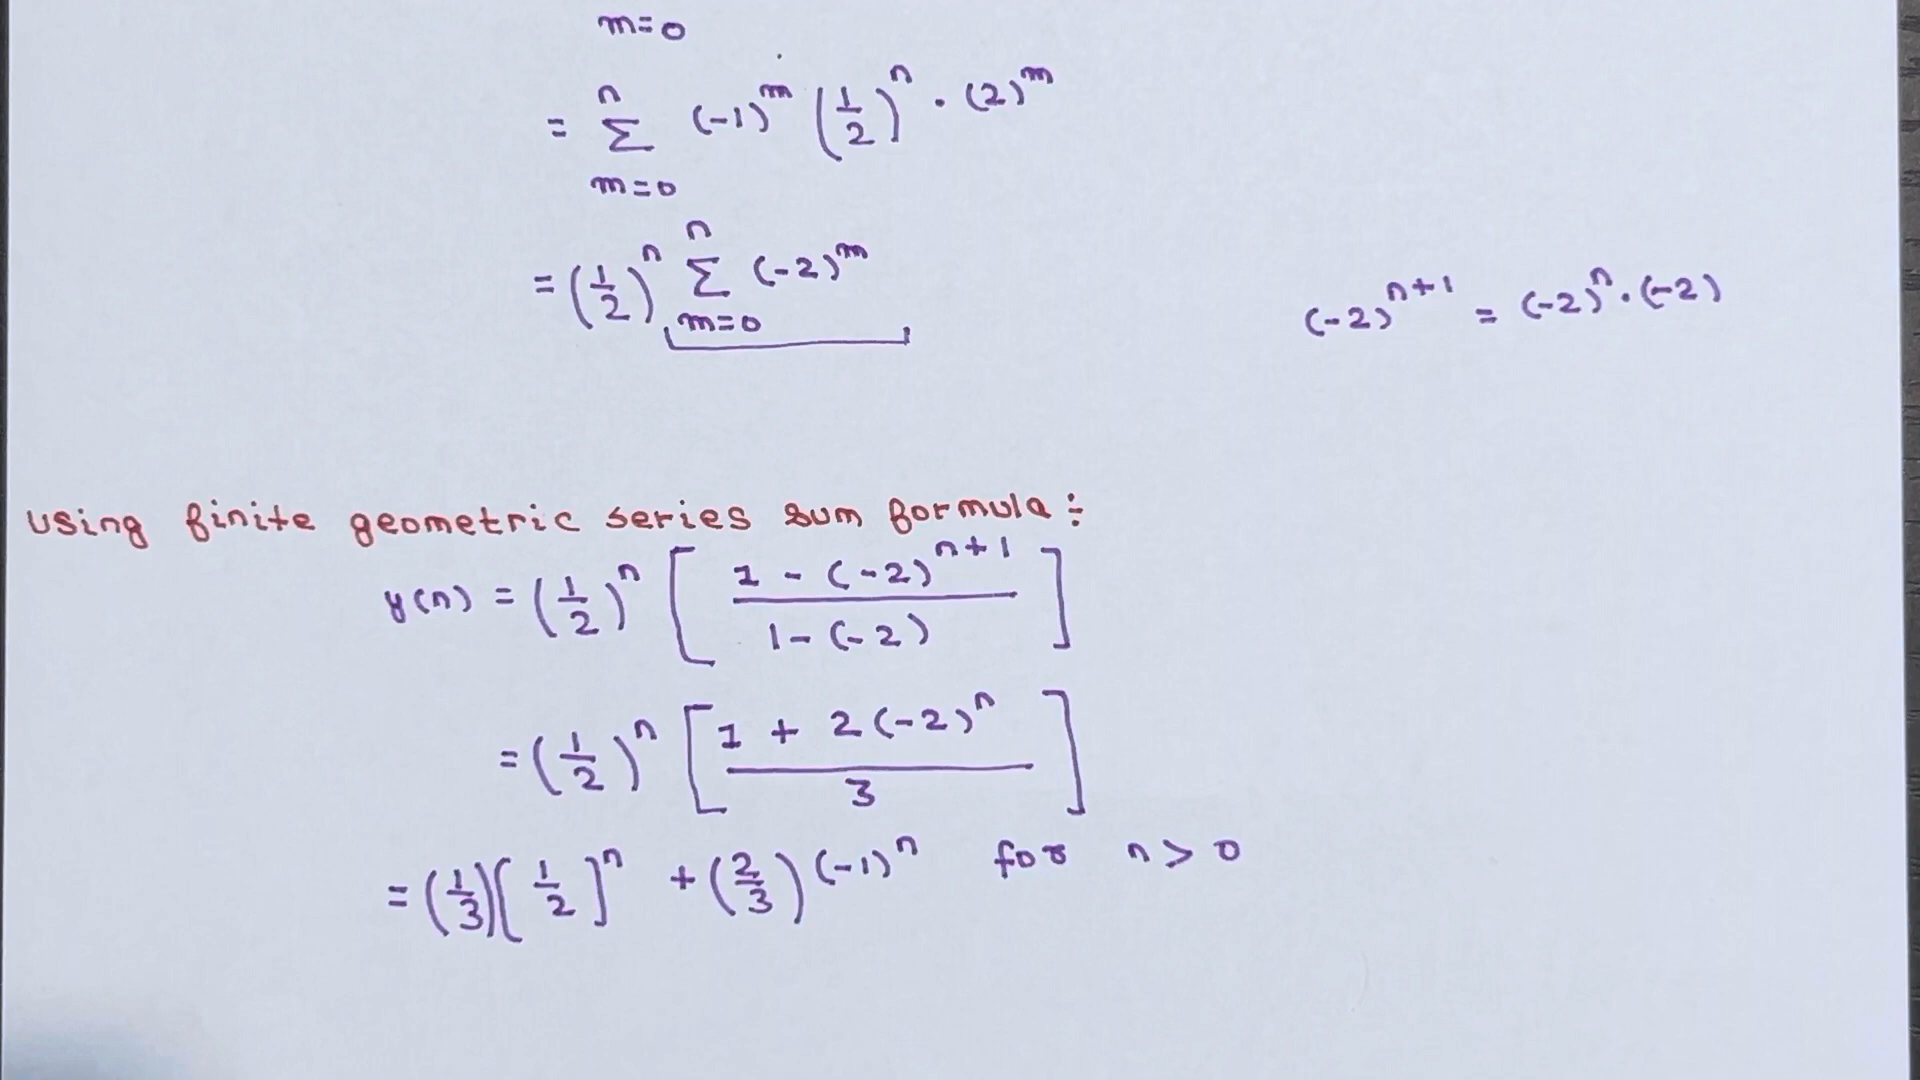 m=0
n
= Σ (-1)^m (1/2)^n · (2)^m
m=0
n
= (1/2)^n Σ (-2)^m
m=0
(-2)^n+1 = (-2)^n · (-2)
using finite geometric series sum formula :
y(n) = (1/2)^n [ 1 - (-2)^n+1 / 1 - (-2) ]
= (1/2)^n [ 1 + 2(-2)^n / 3 ]
= (1/3)[1/2]^n + (2/3)(-1)^n for n > 0